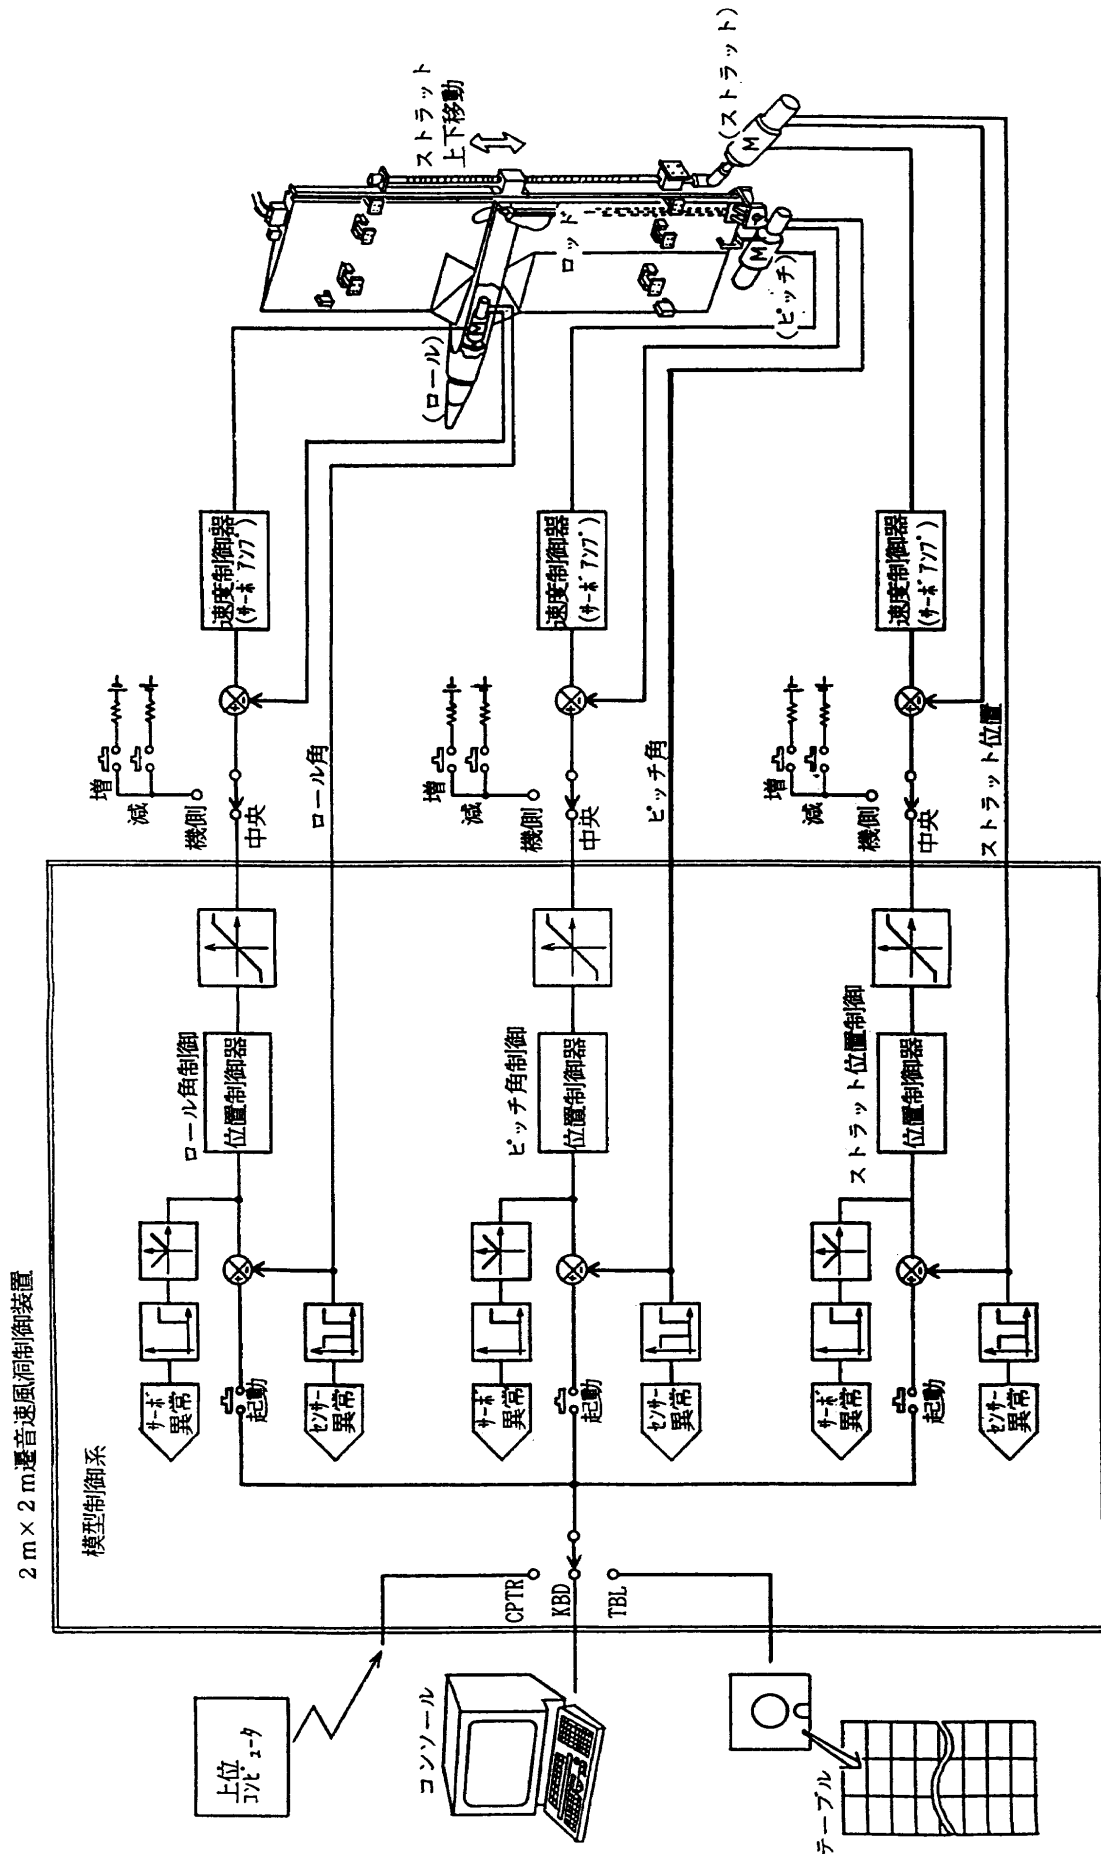 2m×2m遷音速風洞制御装置
模型制御系
上位
ｺﾝﾋﾟｭｰﾀ
コンソール
テーブル
CPTR
KBD
TBL
ｻｰﾎﾞ
異常
起動
ｾﾝｻｰ
異常
ロール角制御
位置制御器
ロール角
増
減
機側
中央
速度制御器
(ｻｰﾎﾞｱﾝﾌﾟ)
(ロール)
M
ｻｰﾎﾞ
異常
起動
ｾﾝｻｰ
異常
ピッチ角制御
位置制御器
ピッチ角
増
減
機側
中央
速度制御器
(ｻｰﾎﾞｱﾝﾌﾟ)
(ピッチ)
M
ロッド
ｻｰﾎﾞ
異常
起動
ｾﾝｻｰ
異常
ストラット位置制御
位置制御器
ストラット位置
増
減
機側
中央
速度制御器
(ｻｰﾎﾞｱﾝﾌﾟ)
(ストラット)
M
ストラット
上下移動